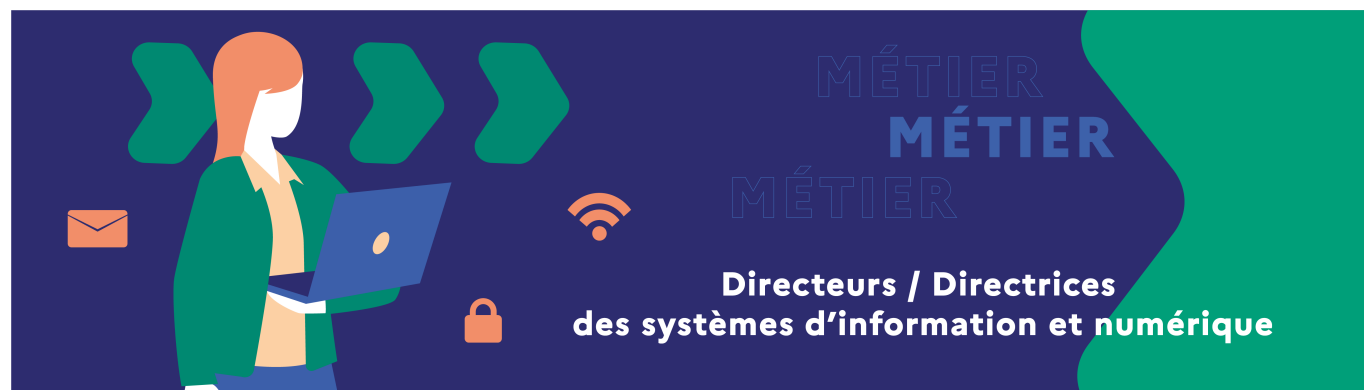 MÉTIER
MÉTIER
MÉTIER
Directeurs / Directrices
des systèmes d'information et numérique